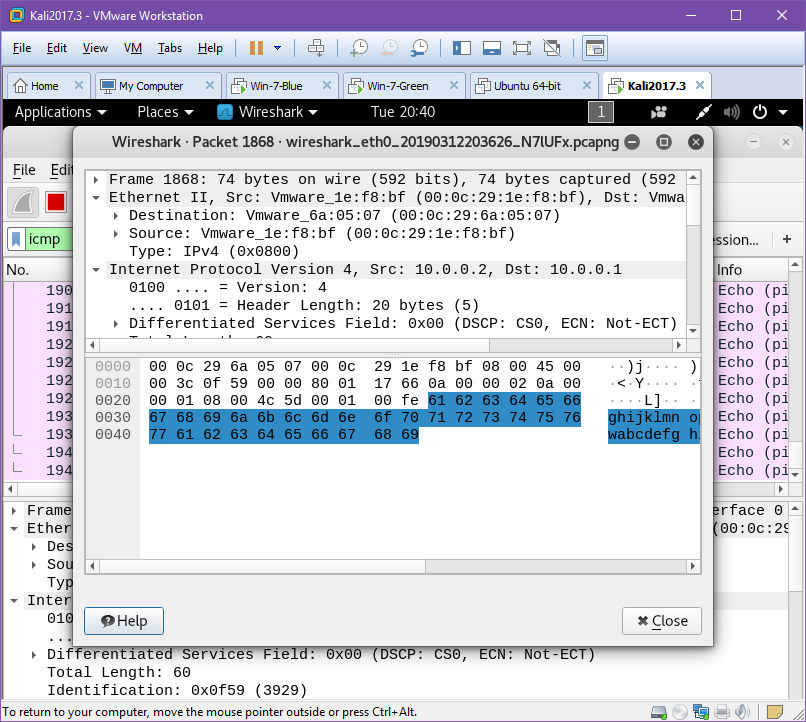 Kali2017.3 - VMware Workstation
File Edit View VM Tabs Help
Home My Computer Win-7-Blue Win-7-Green Ubuntu 64-bit Kali2017.3
Applications Places Wireshark Tue 20:40 1
Wireshark · Packet 1868 · wireshark_eth0_20190312203626_N7lUFx.pcapng
File Edit
Frame 1868: 74 bytes on wire (592 bits), 74 bytes captured (592
Ethernet II, Src: Vmware_1e:f8:bf (00:0c:29:1e:f8:bf), Dst: Vmwa
Destination: Vmware_6a:05:07 (00:0c:29:6a:05:07)
Source: Vmware_1e:f8:bf (00:0c:29:1e:f8:bf)
Type: IPv4 (0x0800)
Internet Protocol Version 4, Src: 10.0.0.2, Dst: 10.0.0.1
0100 .... = Version: 4
.... 0101 = Header Length: 20 bytes (5)
Differentiated Services Field: 0x00 (DSCP: CS0, ECN: Not-ECT)
0000 00 0c 29 6a 05 07 00 0c 29 1e f8 bf 08 00 45 00 ··)j···· )
0010 00 3c 0f 59 00 00 80 01 17 66 0a 00 00 02 0a 00 ·<·Y····
0020 00 01 08 00 4c 5d 00 01 00 fe 61 62 63 64 65 66 ····L]··
0030 67 68 69 6a 6b 6c 6d 6e 6f 70 71 72 73 74 75 76 ghijklmn op
0040 77 61 62 63 64 65 66 67 68 69 wabcdefg hi
Help Close
icmp ession... +
No. Info
190 Echo (pi
191 Echo (pi
191 Echo (pi
192 Echo (pi
192 Echo (pi
192 Echo (pi
192 Echo (pi
193 Echo (pi
193 Echo (pi
194 Echo (pi
194 Echo (pi
Frame erface 0
Ether (00:0c:29
Des
Sou
Typ
Inter
010
...
Differentiated Services Field: 0x00 (DSCP: CS0, ECN: Not-ECT)
Total Length: 60
Identification: 0x0f59 (3929)
To return to your computer, move the mouse pointer outside or press Ctrl+Alt.